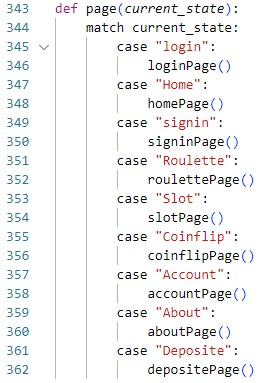 343 def page(current_state):
344     match current_state:
345         case "login":
346             loginPage()
347         case "Home":
348             homePage()
349         case "signin":
350             signinPage()
351         case "Roulette":
352             roulettePage()
353         case "Slot":
354             slotPage()
355         case "Coinflip":
356             coinflipPage()
357         case "Account":
358             accountPage()
359         case "About":
360             aboutPage()
361         case "Deposite":
362             depositePage()